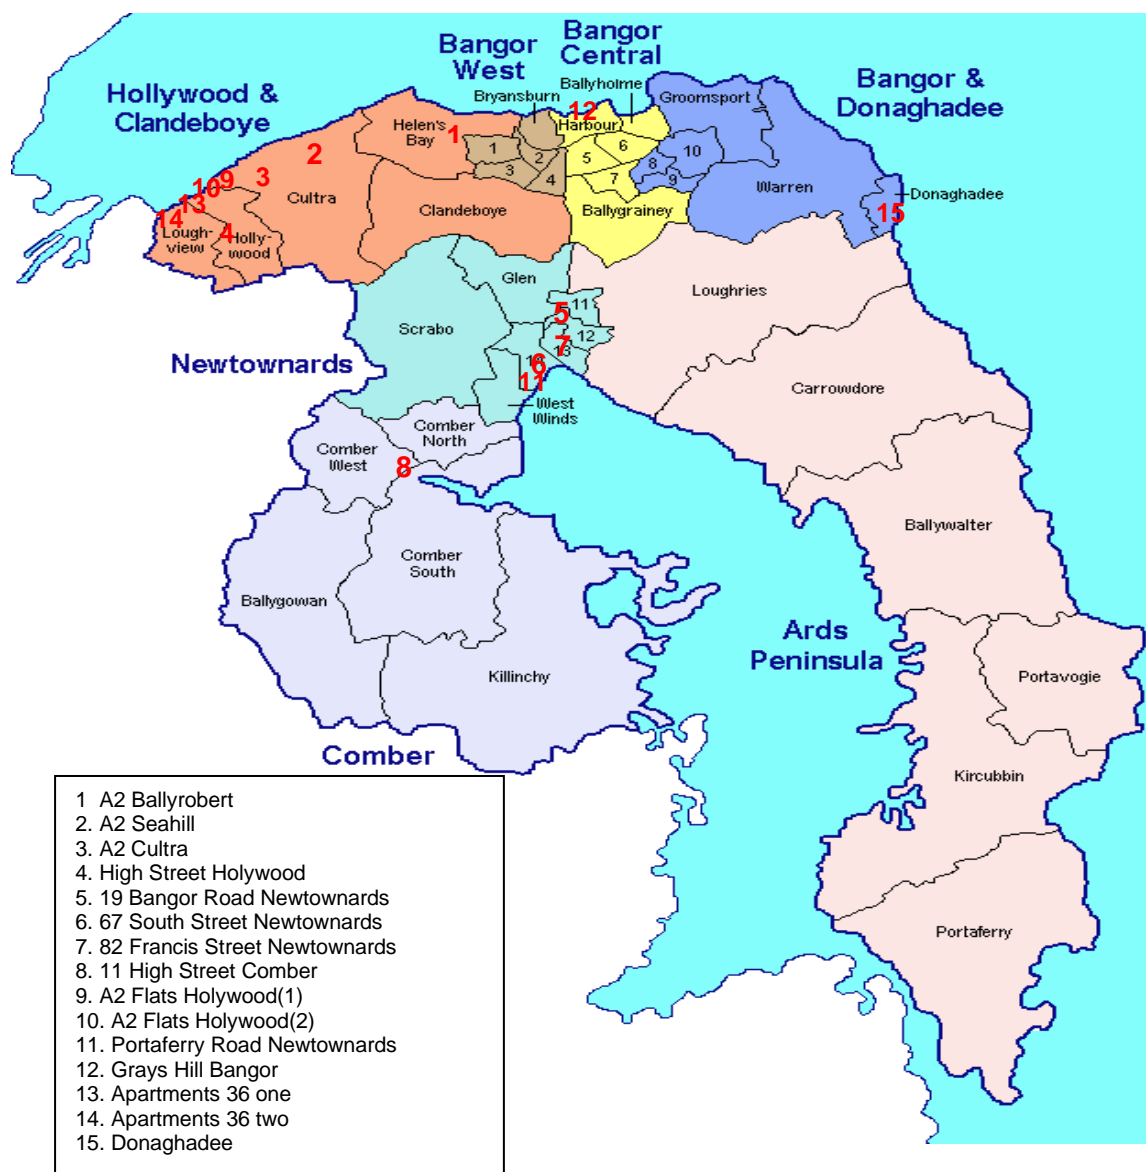 Bangor
Central
Bangor
West
Ballyholme
Bangor &
Donaghadee
Hollywood &
Clandeboye
Bryansburn
Groomsport
12
Harbour
Helen's
Bay
1
1
2
3
4
5
6
7
8
9
10
2
3
Cultra
9
10
13
14
Lough-
view
4
Holly-
wood
Clandeboye
Ballygrainey
Warren
Donaghadee
15
Glen
Loughries
11
5
12
13
7
Scrabo
14
6
11
Newtownards
West
Winds
Carrowdore
Comber
North
Comber
West
8
Ballywalter
Comber
South
Ballygowan
Ards
Peninsula
Killinchy
Portavogie
Comber
Kircubbin
Portaferry
1 A2 Ballyrobert
2. A2 Seahill
3. A2 Cultra
4. High Street Holywood
5. 19 Bangor Road Newtownards
6. 67 South Street Newtownards
7. 82 Francis Street Newtownards
8. 11 High Street Comber
9. A2 Flats Holywood(1)
10. A2 Flats Holywood(2)
11. Portaferry Road Newtownards
12. Grays Hill Bangor
13. Apartments 36 one
14. Apartments 36 two
15. Donaghadee